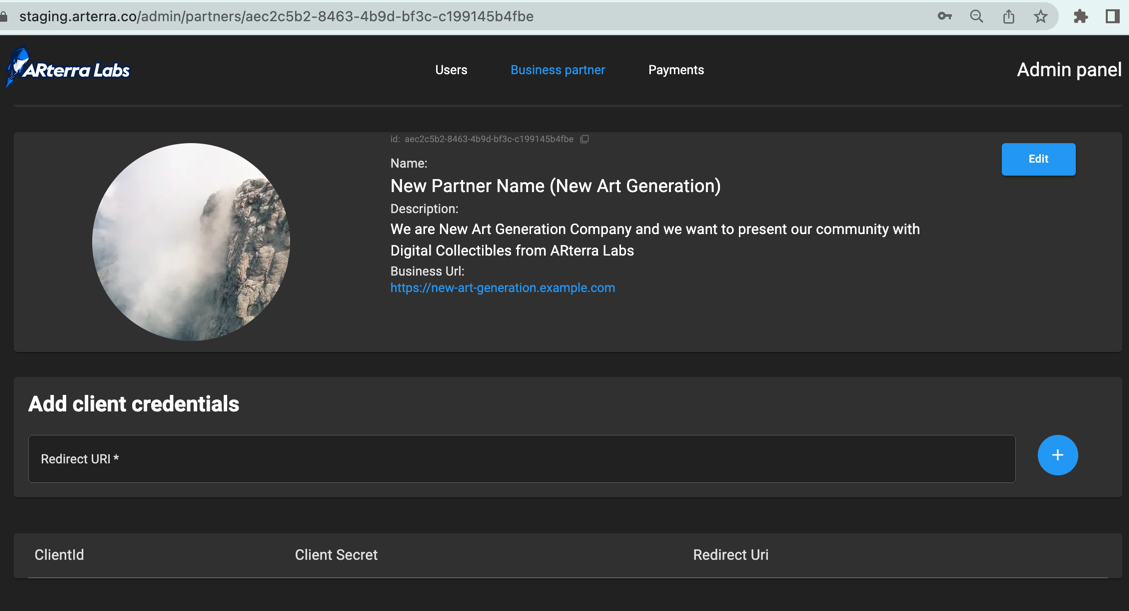 staging.arterra.co/admin/partners/aec2c5b2-8463-4b9d-bf3c-c199145b4fbe
ARterra Labs
Users
Business partner
Payments
Admin panel
id: aec2c5b2-8463-4b9d-bf3c-c199145b4fbe
Edit
Name:
New Partner Name (New Art Generation)
Description:
We are New Art Generation Company and we want to present our community with
Digital Collectibles from ARterra Labs
Business Url:
https://new-art-generation.example.com
Add client credentials
Redirect URI *
+
ClientId
Client Secret
Redirect Uri